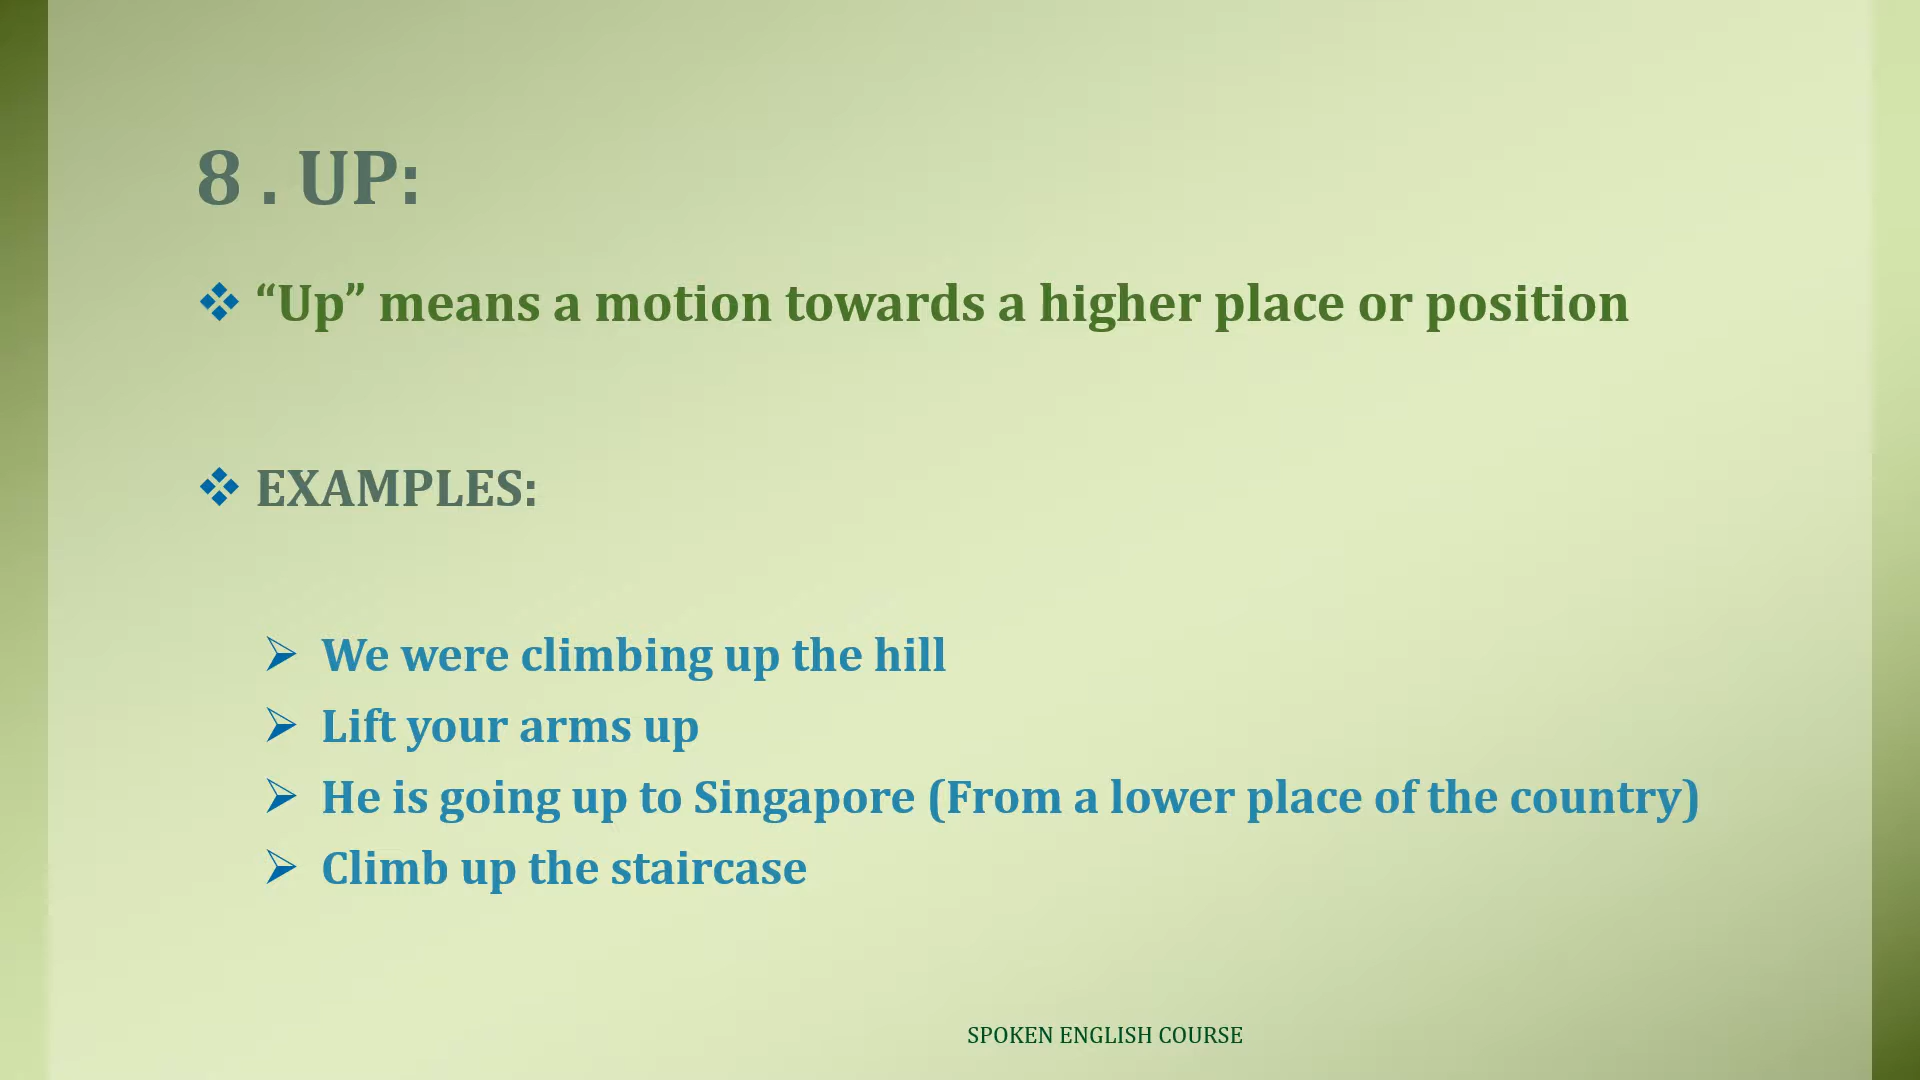 8 . UP:
“Up” means a motion towards a higher place or position
EXAMPLES:
We were climbing up the hill
Lift your arms up
He is going up to Singapore (From a lower place of the country)
Climb up the staircase
SPOKEN ENGLISH COURSE